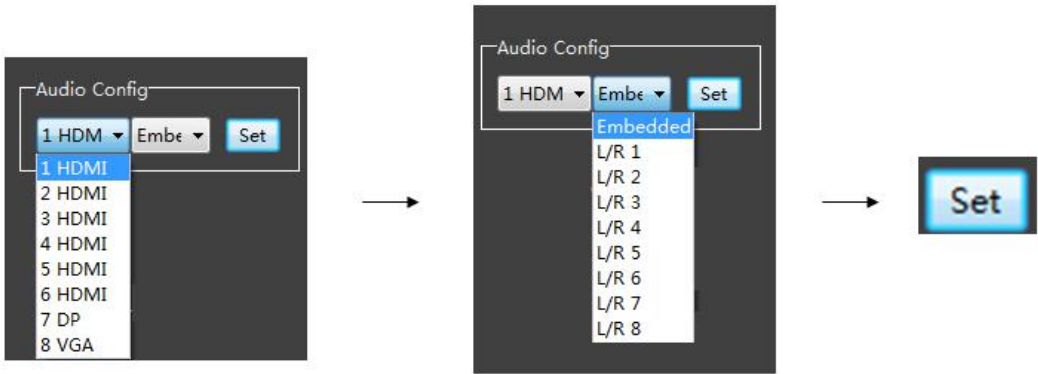 Audio Config
1 HDM Embe Set
1 HDMI
2 HDMI
3 HDMI
4 HDMI
5 HDMI
6 HDMI
7 DP
8 VGA
Audio Config
1 HDM Embe Set
Embedded
L/R 1
L/R 2
L/R 3
L/R 4
L/R 5
L/R 6
L/R 7
L/R 8
Set